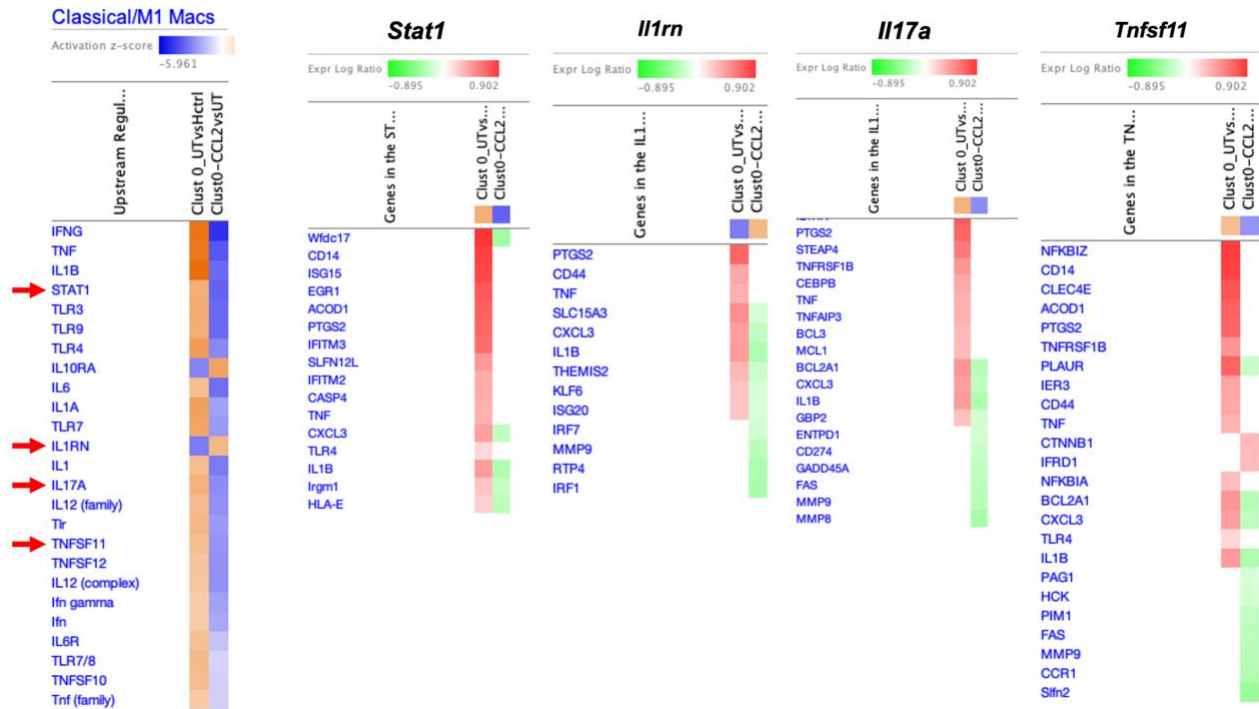 Classical/M1 Macs
Activation z-score
-5.961
Upstream Regul...
Clust 0_UTvsHctrl
Clust0-CCL2vsUT
IFNG
TNF
IL1B
STAT1
TLR3
TLR9
TLR4
IL10RA
IL6
IL1A
TLR7
IL1RN
IL1
IL17A
IL12 (family)
Tlr
TNFSF11
TNFSF12
IL12 (complex)
Ifn gamma
Ifn
IL6R
TLR7/8
TNFSF10
Tnf (family)
Stat1
Expr Log Ratio
-0.895 0.902
Genes in the ST...
Clust 0_UTvs...
Clust0-CCL2...
Wfdc17
CD14
ISG15
EGR1
ACOD1
PTGS2
IFITM3
SLFN12L
IFITM2
CASP4
TNF
CXCL3
TLR4
IL1B
Irgm1
HLA-E
Il1rn
Expr Log Ratio
-0.895 0.902
Genes in the IL1...
Clust 0_UTvs...
Clust0-CCL2...
PTGS2
CD44
TNF
SLC15A3
CXCL3
IL1B
THEMIS2
KLF6
ISG20
IRF7
MMP9
RTP4
IRF1
Il17a
Expr Log Ratio
-0.895 0.902
Genes in the IL1...
Clust 0_UTvs...
Clust0-CCL2...
PTGS2
STEAP4
TNFRSF1B
CEBPB
TNF
TNFAIP3
BCL3
MCL1
BCL2A1
CXCL3
IL1B
GBP2
ENTPD1
CD274
GADD45A
FAS
MMP9
MMP8
Tnfsf11
Expr Log Ratio
-0.895 0.902
Genes in the TN...
Clust 0_UTvs...
Clust0-CCL2...
NFKBIZ
CD14
CLEC4E
ACOD1
PTGS2
TNFRSF1B
PLAUR
IER3
CD44
TNF
CTNNB1
IFRD1
NFKBIA
BCL2A1
CXCL3
TLR4
IL1B
PAG1
HCK
PIM1
FAS
MMP9
CCR1
Slfn2